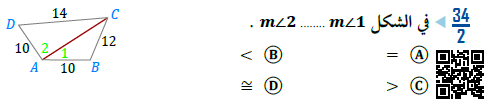 34/2 في الشكل m∠1 ........ m∠2 .
A =
B <
C >
D ≅
D 14 C
10 2 1 12
A 10 B